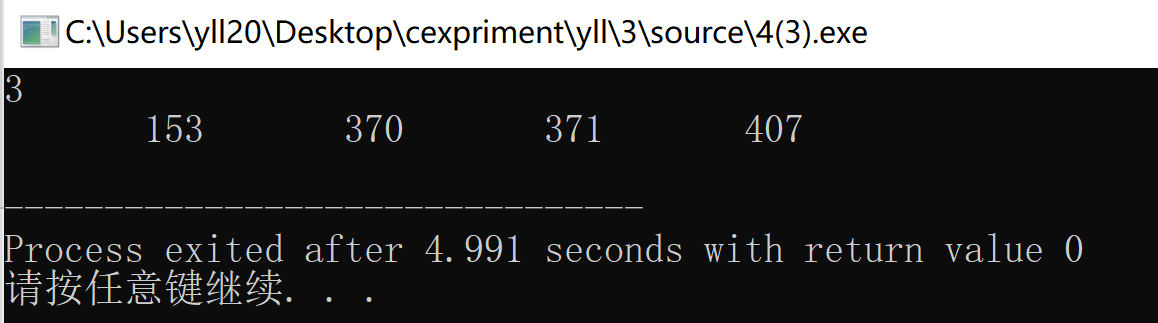 C:\Users\yll20\Desktop\cexpriment\yll\3\source\4(3).exe
3
153 370 371 407
--------------------------------
Process exited after 4.991 seconds with return value 0
请按任意键继续. . .